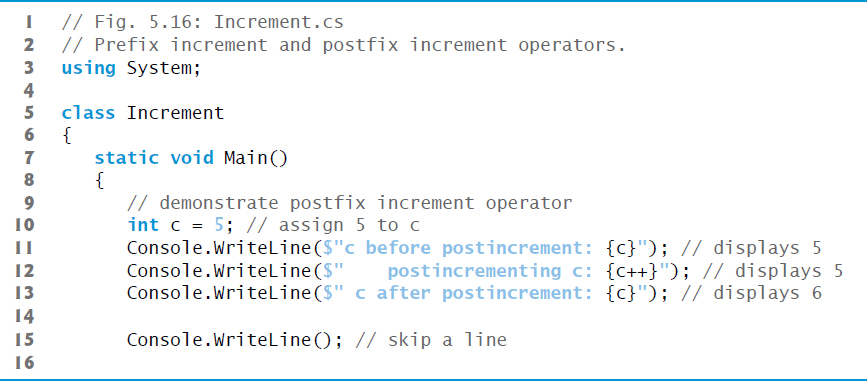 1 // Fig. 5.16: Increment.cs
2 // Prefix increment and postfix increment operators.
3 using System;
4
5 class Increment
6 {
7    static void Main()
8    {
9       // demonstrate postfix increment operator
10       int c = 5; // assign 5 to c
11       Console.WriteLine($"c before postincrement: {c}"); // displays 5
12       Console.WriteLine($"    postincrementing c: {c++}"); // displays 5
13       Console.WriteLine($" c after postincrement: {c}"); // displays 6
14
15       Console.WriteLine(); // skip a line
16